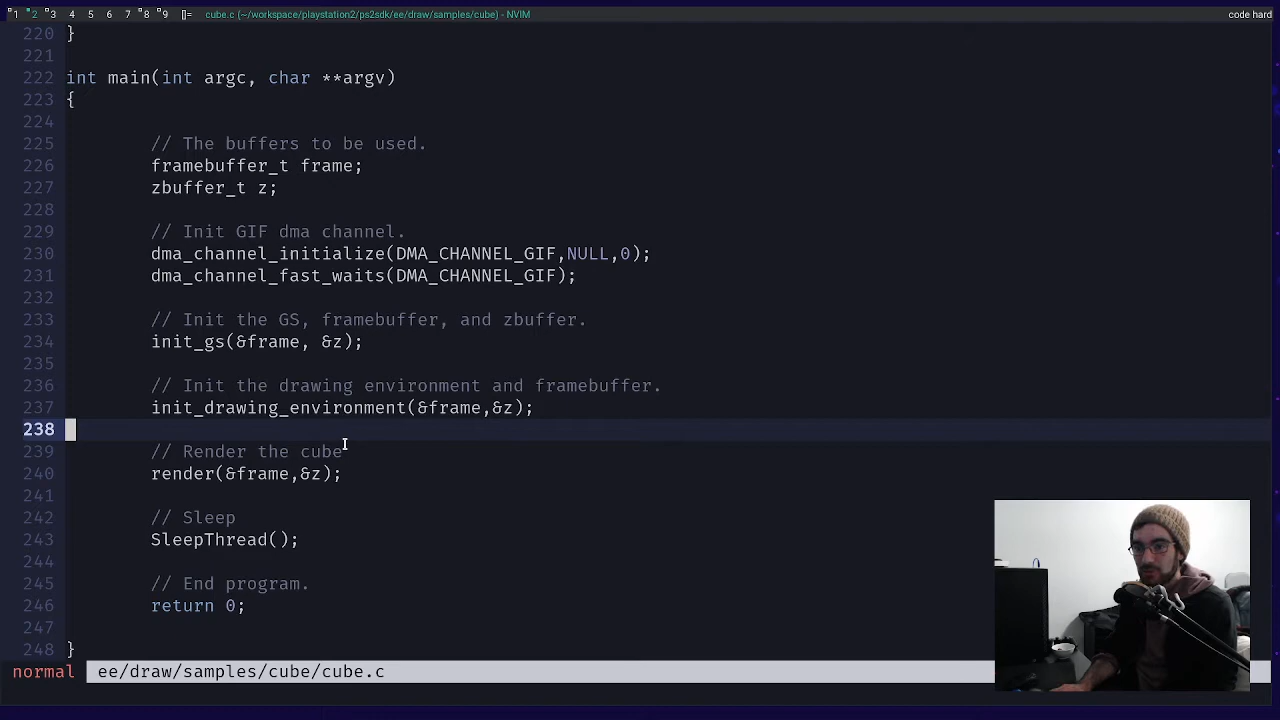 1 2 3 4 5 6 7 8 9 []= cube.c (~/workspace/playstation2/ps2sdk/ee/draw/samples/cube) - NVIM code hard
220 }
221
222 int main(int argc, char **argv)
223 {
224
225 // The buffers to be used.
226 framebuffer_t frame;
227 zbuffer_t z;
228
229 // Init GIF dma channel.
230 dma_channel_initialize(DMA_CHANNEL_GIF,NULL,0);
231 dma_channel_fast_waits(DMA_CHANNEL_GIF);
232
233 // Init the GS, framebuffer, and zbuffer.
234 init_gs(&frame, &z);
235
236 // Init the drawing environment and framebuffer.
237 init_drawing_environment(&frame,&z);
238
239 // Render the cube
240 render(&frame,&z);
241
242 // Sleep
243 SleepThread();
244
245 // End program.
246 return 0;
247
248 }
normal ee/draw/samples/cube/cube.c